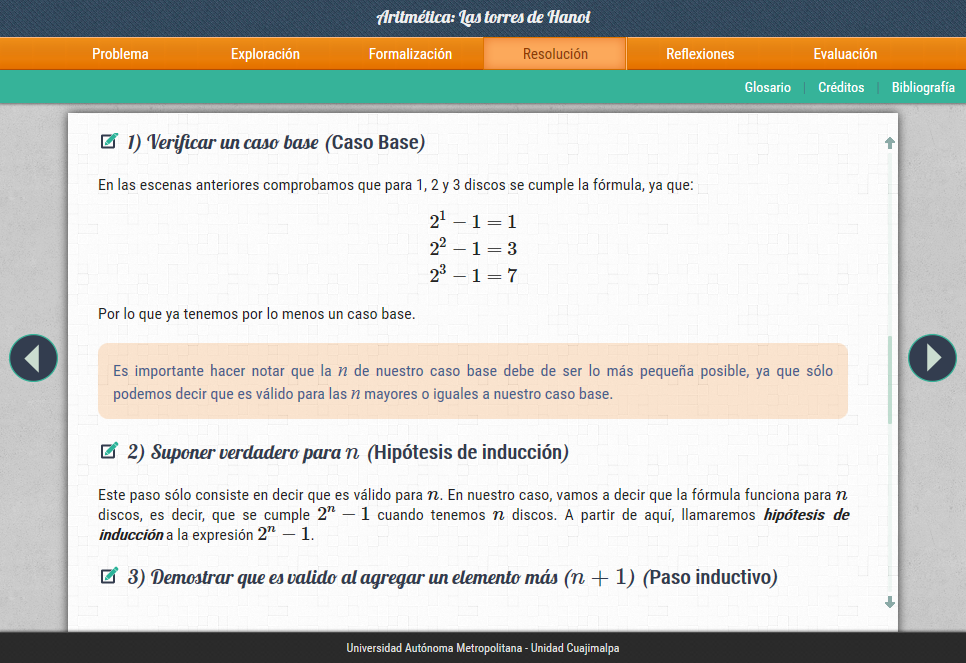 Aritmética: Las torres de Hanoi
Problema Exploración Formalización Resolución Reflexiones Evaluación
Glosario | Créditos | Bibliografía
1) Verificar un caso base (Caso Base)
En las escenas anteriores comprobamos que para 1, 2 y 3 discos se cumple la fórmula, ya que:
2¹ − 1 = 1
2² − 1 = 3
2³ − 1 = 7
Por lo que ya tenemos por lo menos un caso base.
Es importante hacer notar que la n de nuestro caso base debe de ser lo más pequeña posible, ya que sólo
podemos decir que es válido para las n mayores o iguales a nuestro caso base.
2) Suponer verdadero para n (Hipótesis de inducción)
Este paso sólo consiste en decir que es válido para n. En nuestro caso, vamos a decir que la fórmula funciona para n
discos, es decir, que se cumple 2ⁿ − 1 cuando tenemos n discos. A partir de aquí, llamaremos hipótesis de
inducción a la expresión 2ⁿ − 1.
3) Demostrar que es valido al agregar un elemento más (n + 1) (Paso inductivo)
Universidad Autónoma Metropolitana - Unidad Cuajimalpa